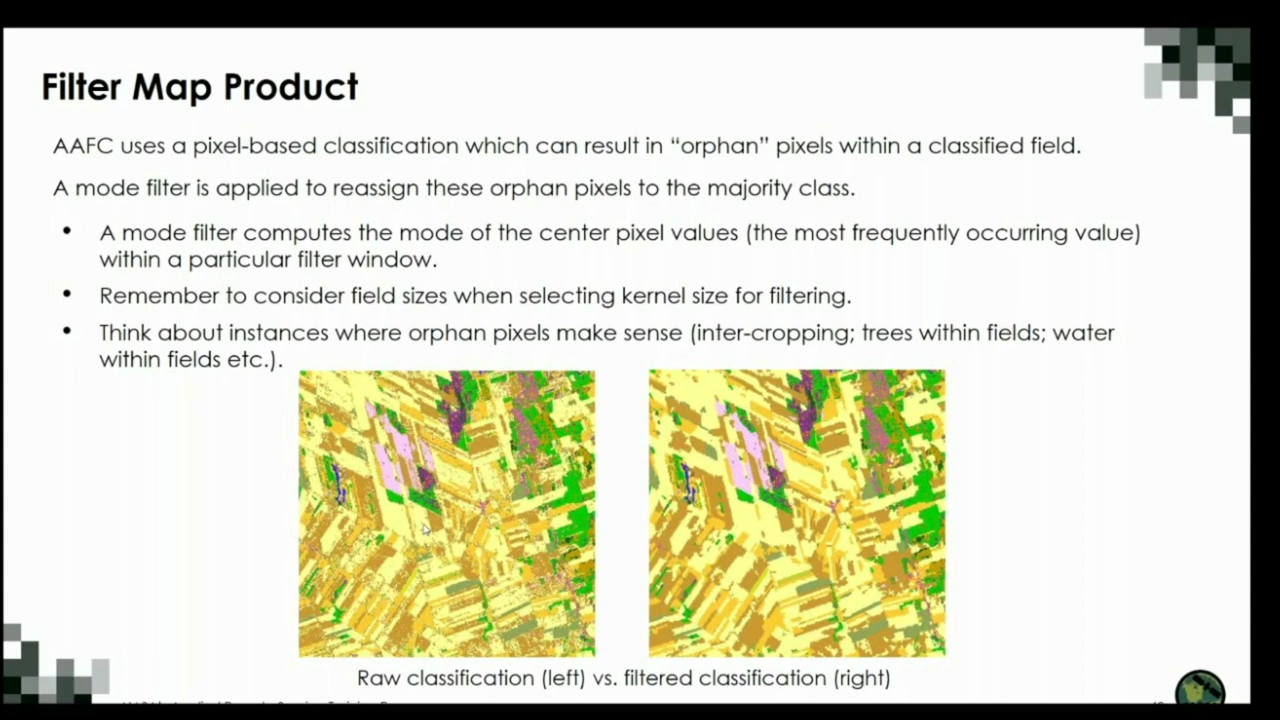 Filter Map Product
AAFC uses a pixel-based classification which can result in “orphan” pixels within a classified field.
A mode filter is applied to reassign these orphan pixels to the majority class.
• A mode filter computes the mode of the center pixel values (the most frequently occurring value)
within a particular filter window.
• Remember to consider field sizes when selecting kernel size for filtering.
• Think about instances where orphan pixels make sense (inter-cropping; trees within fields; water
within fields etc.).
Raw classification (left) vs. filtered classification (right)